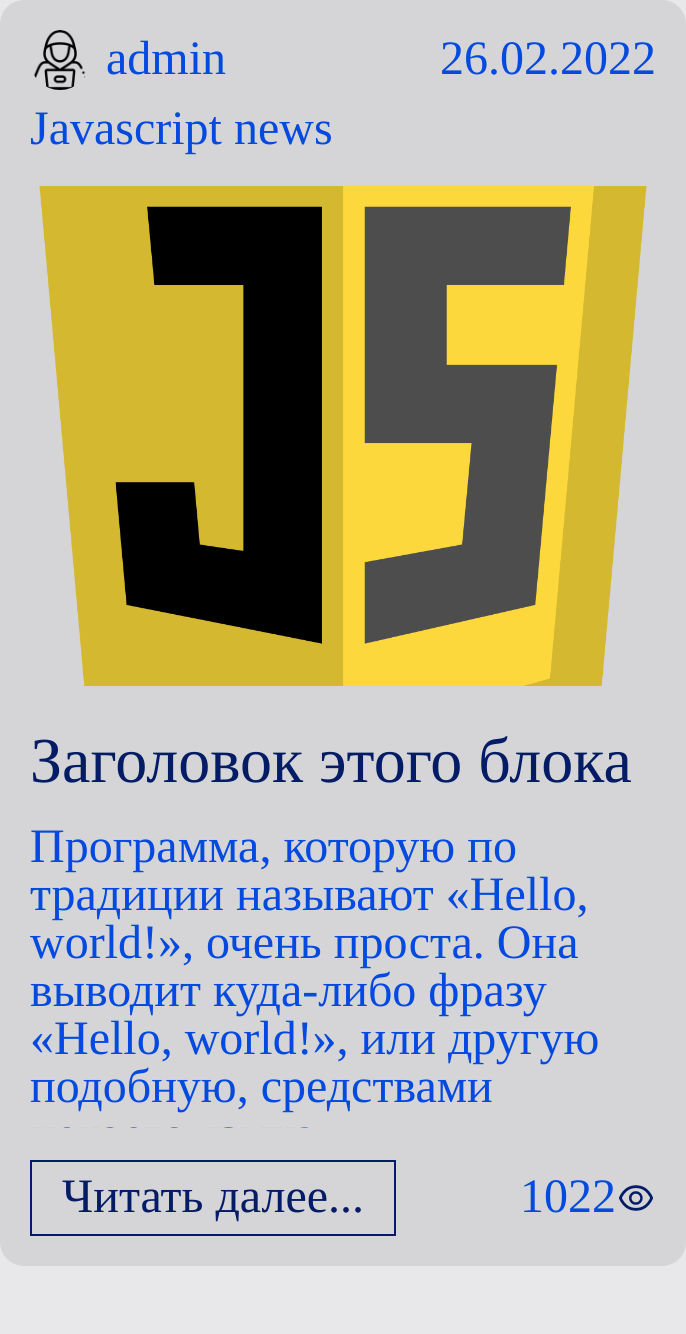 admin 26.02.2022
Javascript news
JS
Заголовок этого блока
Программа, которую по
традиции называют «Hello,
world!», очень проста. Она
выводит куда-либо фразу
«Hello, world!», или другую
подобную, средствами
Читать далее... 1022